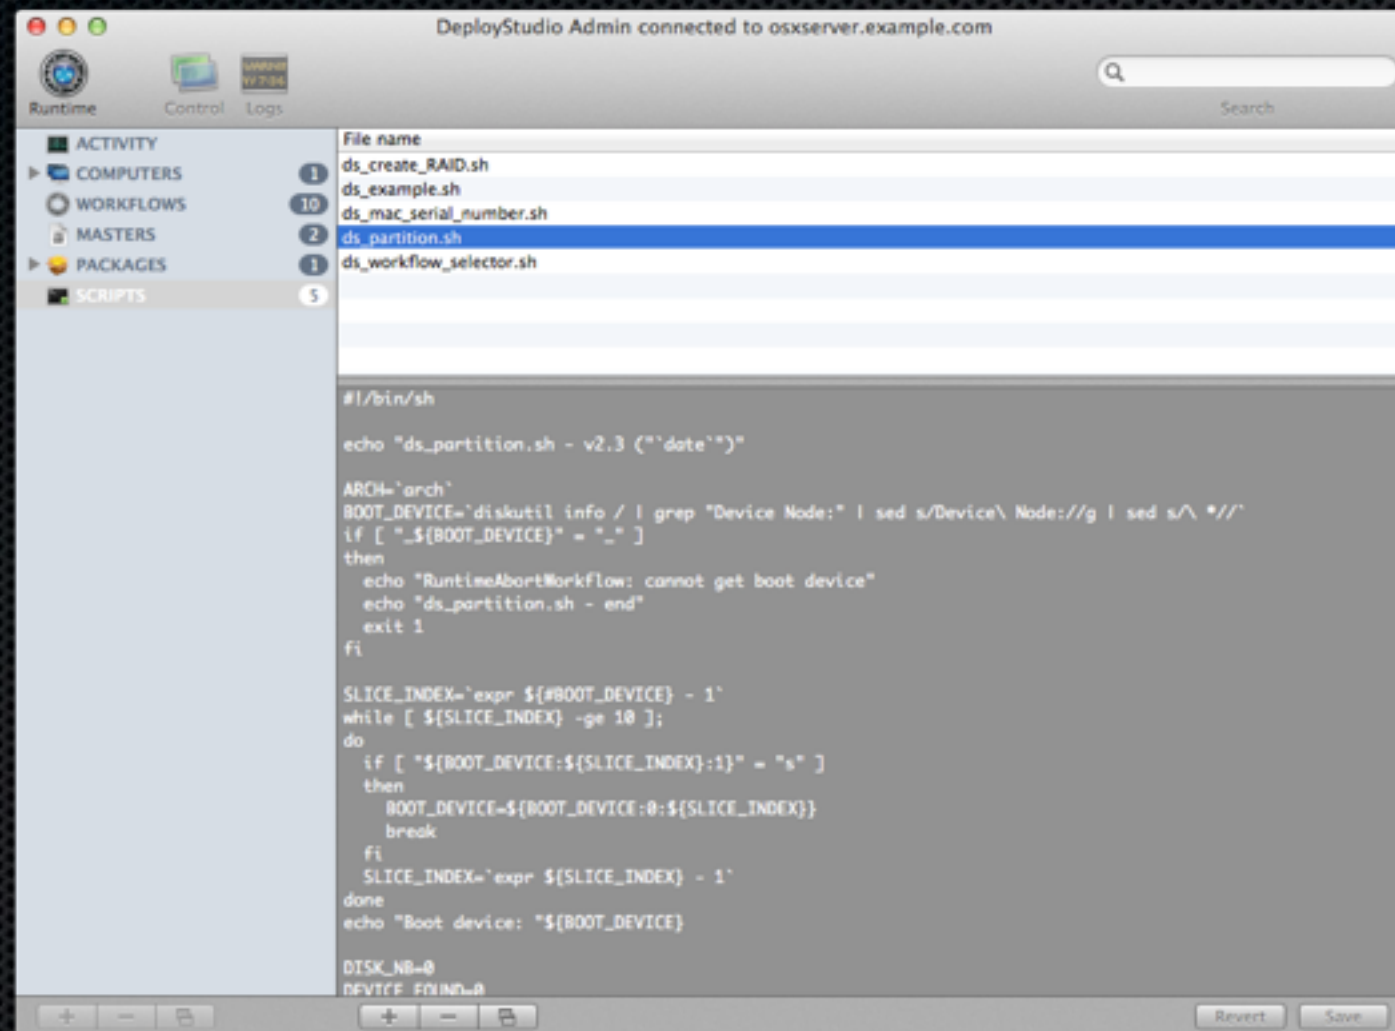 DeployStudio Admin connected to osxserver.example.com
Runtime
Control
Logs
Search
ACTIVITY
COMPUTERS 1
WORKFLOWS 10
MASTERS 2
PACKAGES 1
SCRIPTS 5
File name
ds_create_RAID.sh
ds_example.sh
ds_mac_serial_number.sh
ds_partition.sh
ds_workflow_selector.sh
#!/bin/sh
echo "ds_partition.sh - v2.3 ("`date`")"
ARCH=`arch`
BOOT_DEVICE=`diskutil info / | grep "Device Node:" | sed s/Device\ Node://g | sed s/\ *//`
if [ "_${BOOT_DEVICE}" = "_" ]
then
  echo "RuntimeAbortWorkflow: cannot get boot device"
  echo "ds_partition.sh - end"
  exit 1
fi
SLICE_INDEX=`expr ${#BOOT_DEVICE} - 1`
while [ ${SLICE_INDEX} -ge 10 ];
do
  if [ "${BOOT_DEVICE:${SLICE_INDEX}:1}" = "s" ]
  then
    BOOT_DEVICE=${BOOT_DEVICE:0:${SLICE_INDEX}}
    break
  fi
  SLICE_INDEX=`expr ${SLICE_INDEX} - 1`
done
echo "Boot device: "${BOOT_DEVICE}
DISK_NB=0
DEVICE_FOUND=0
Revert
Save